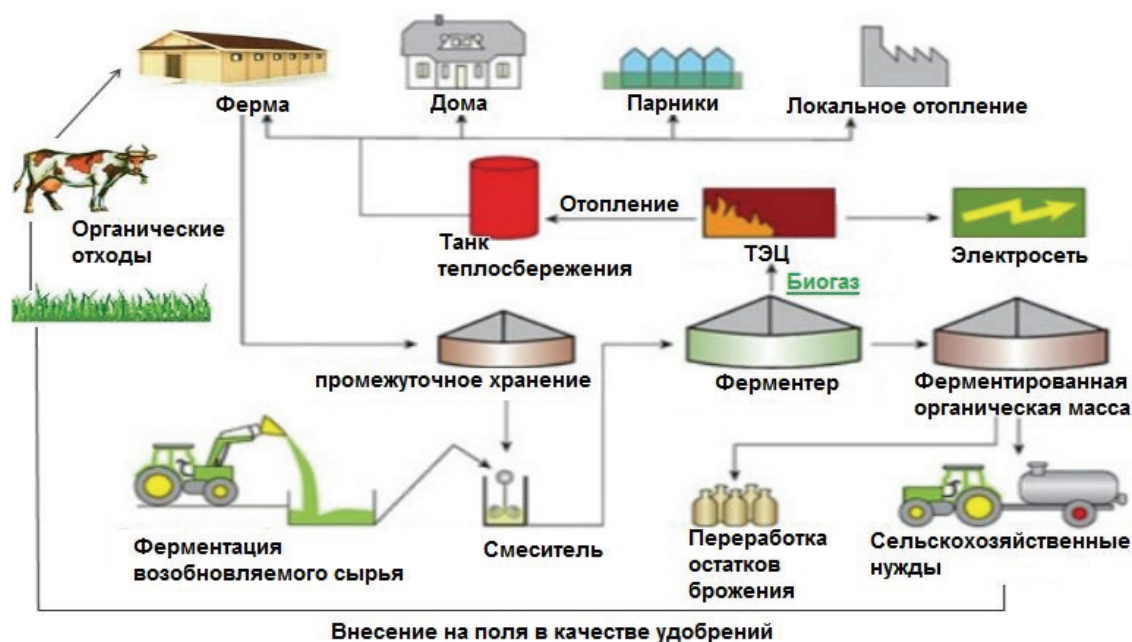 Ферма
Дома
Парники
Локальное отопление
Органические
отходы
Отопление
Танк
теплосбережения
ТЭЦ
Электросеть
Биогаз
промежуточное хранение
Ферментер
Ферментированная
органическая масса
Ферментация
возобновляемого сырья
Смеситель
Переработка
остатков
брожения
Сельскохозяйственные
нужды
Внесение на поля в качестве удобрений